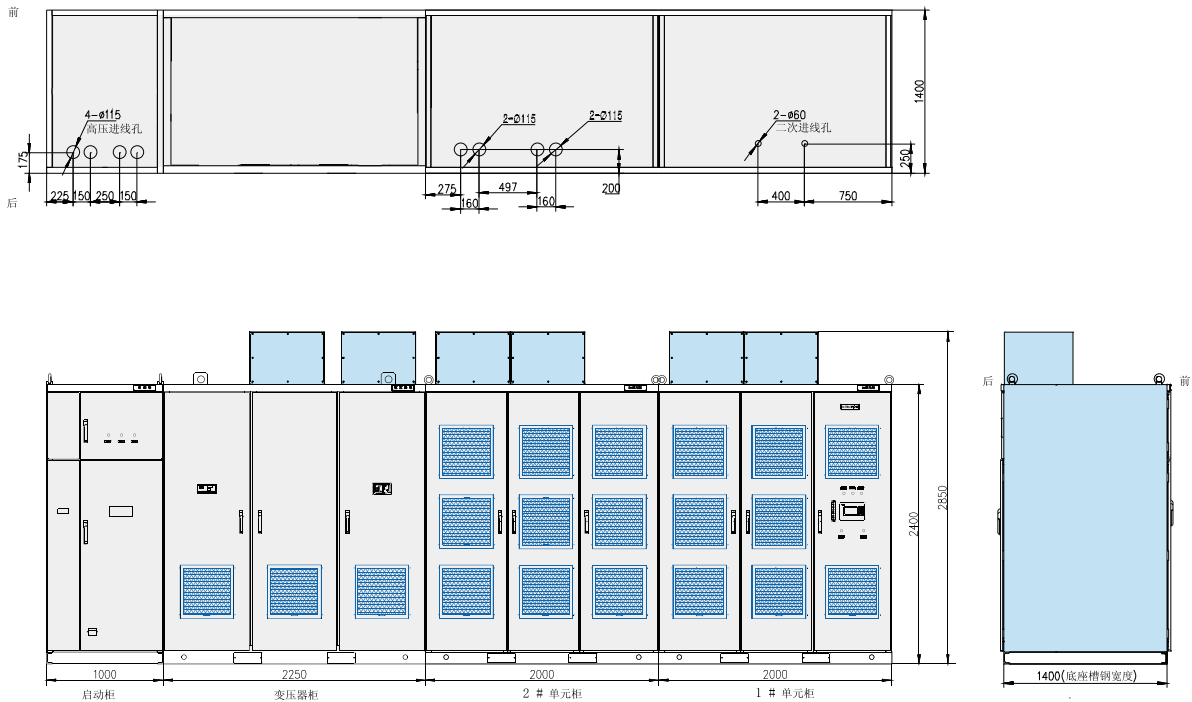 前
4-ø115
高压进线孔
2-Ø115
2-Ø115
2-ø60
二次进线孔
1400
175
250
后
225
150
250
150
275
497
200
400
750
160
160
后
前
2400
2850
1000
2250
2000
2000
1400(底座槽钢宽度)
启动柜
变压器柜
2 # 单元柜
1 # 单元柜